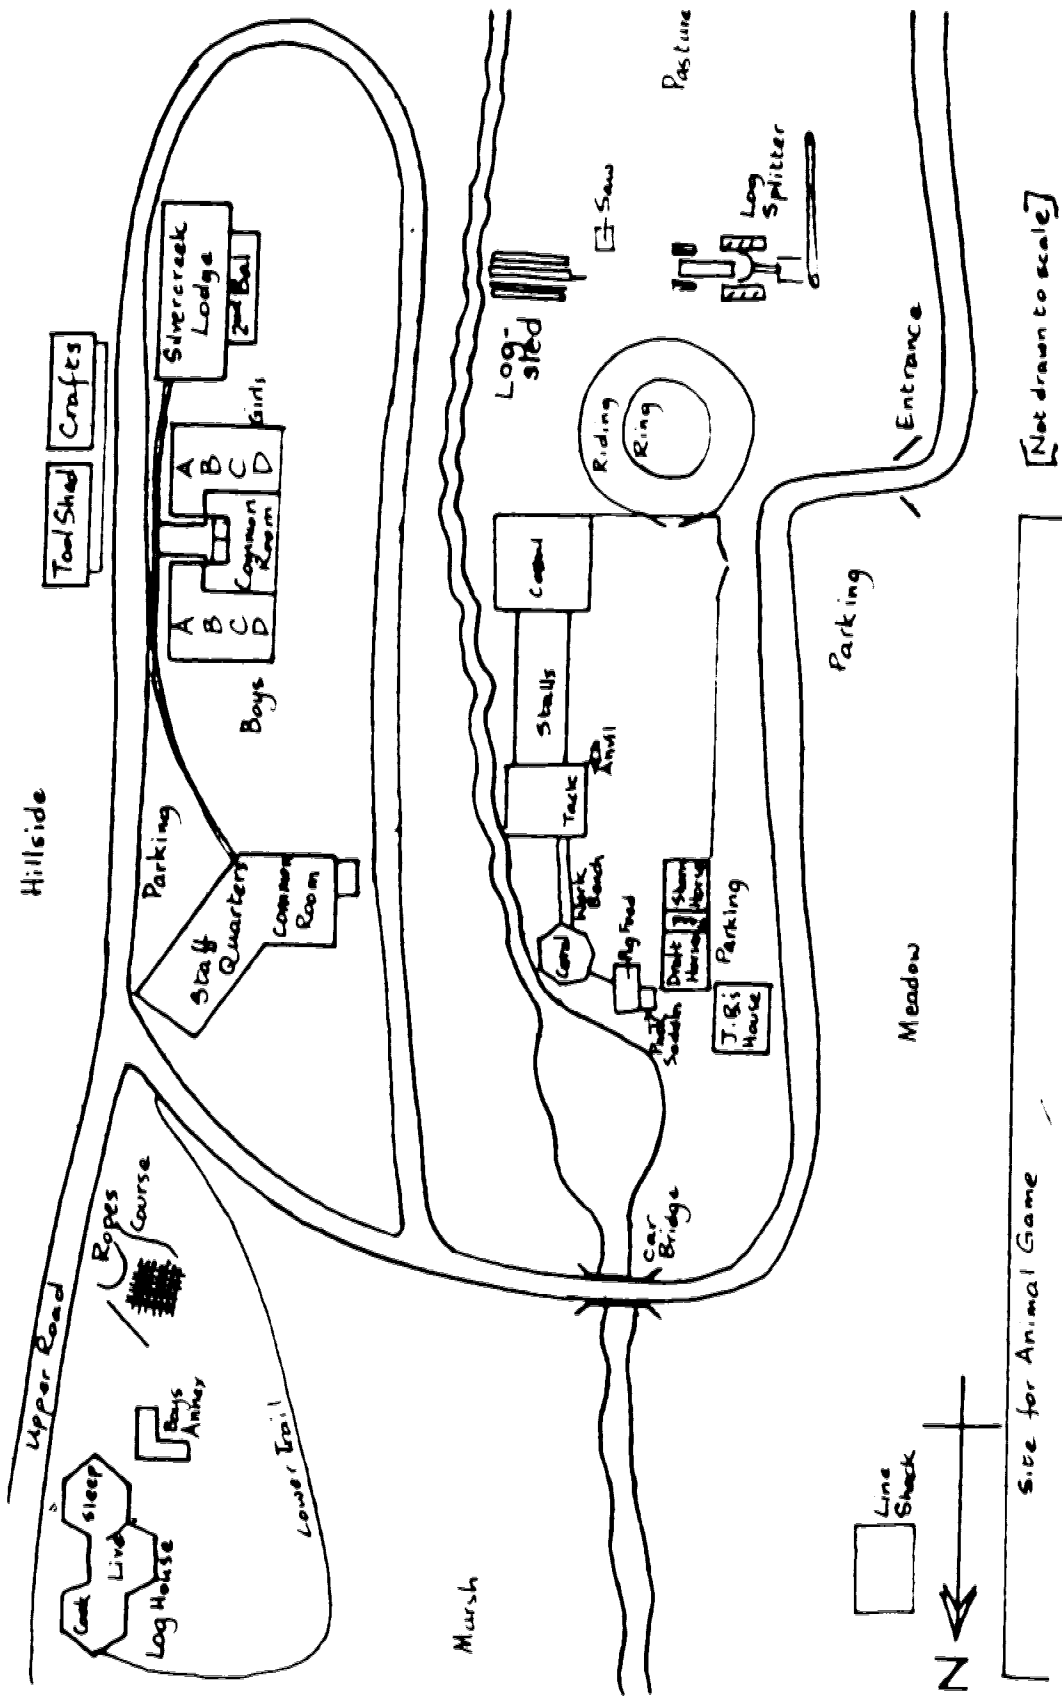 Hillside
Tool Shed
Crafts
Upper Road
Parking
Silvercreek
Lodge
2nd Bal
Girls
A
B
C
D
Common
Room
A
B
C
D
Boys
Staff
Quarters
Common
Room
Ropes
Course
Sleep
Live
Cook
Log House
Boys
Annex
Lower Trail
Marsh
Pasture
Saw
Log
Splitter
Log-
sled
Riding
Ring
Corral
Stalls
Tack
Anvil
Work
Bench
Corral
Draft
Horse
Parking
J.B.'s
House
Car
Bridge
Entrance
Parking
Meadow
Line
Shack
N
Site for Animal Game
[Not drawn to scale]